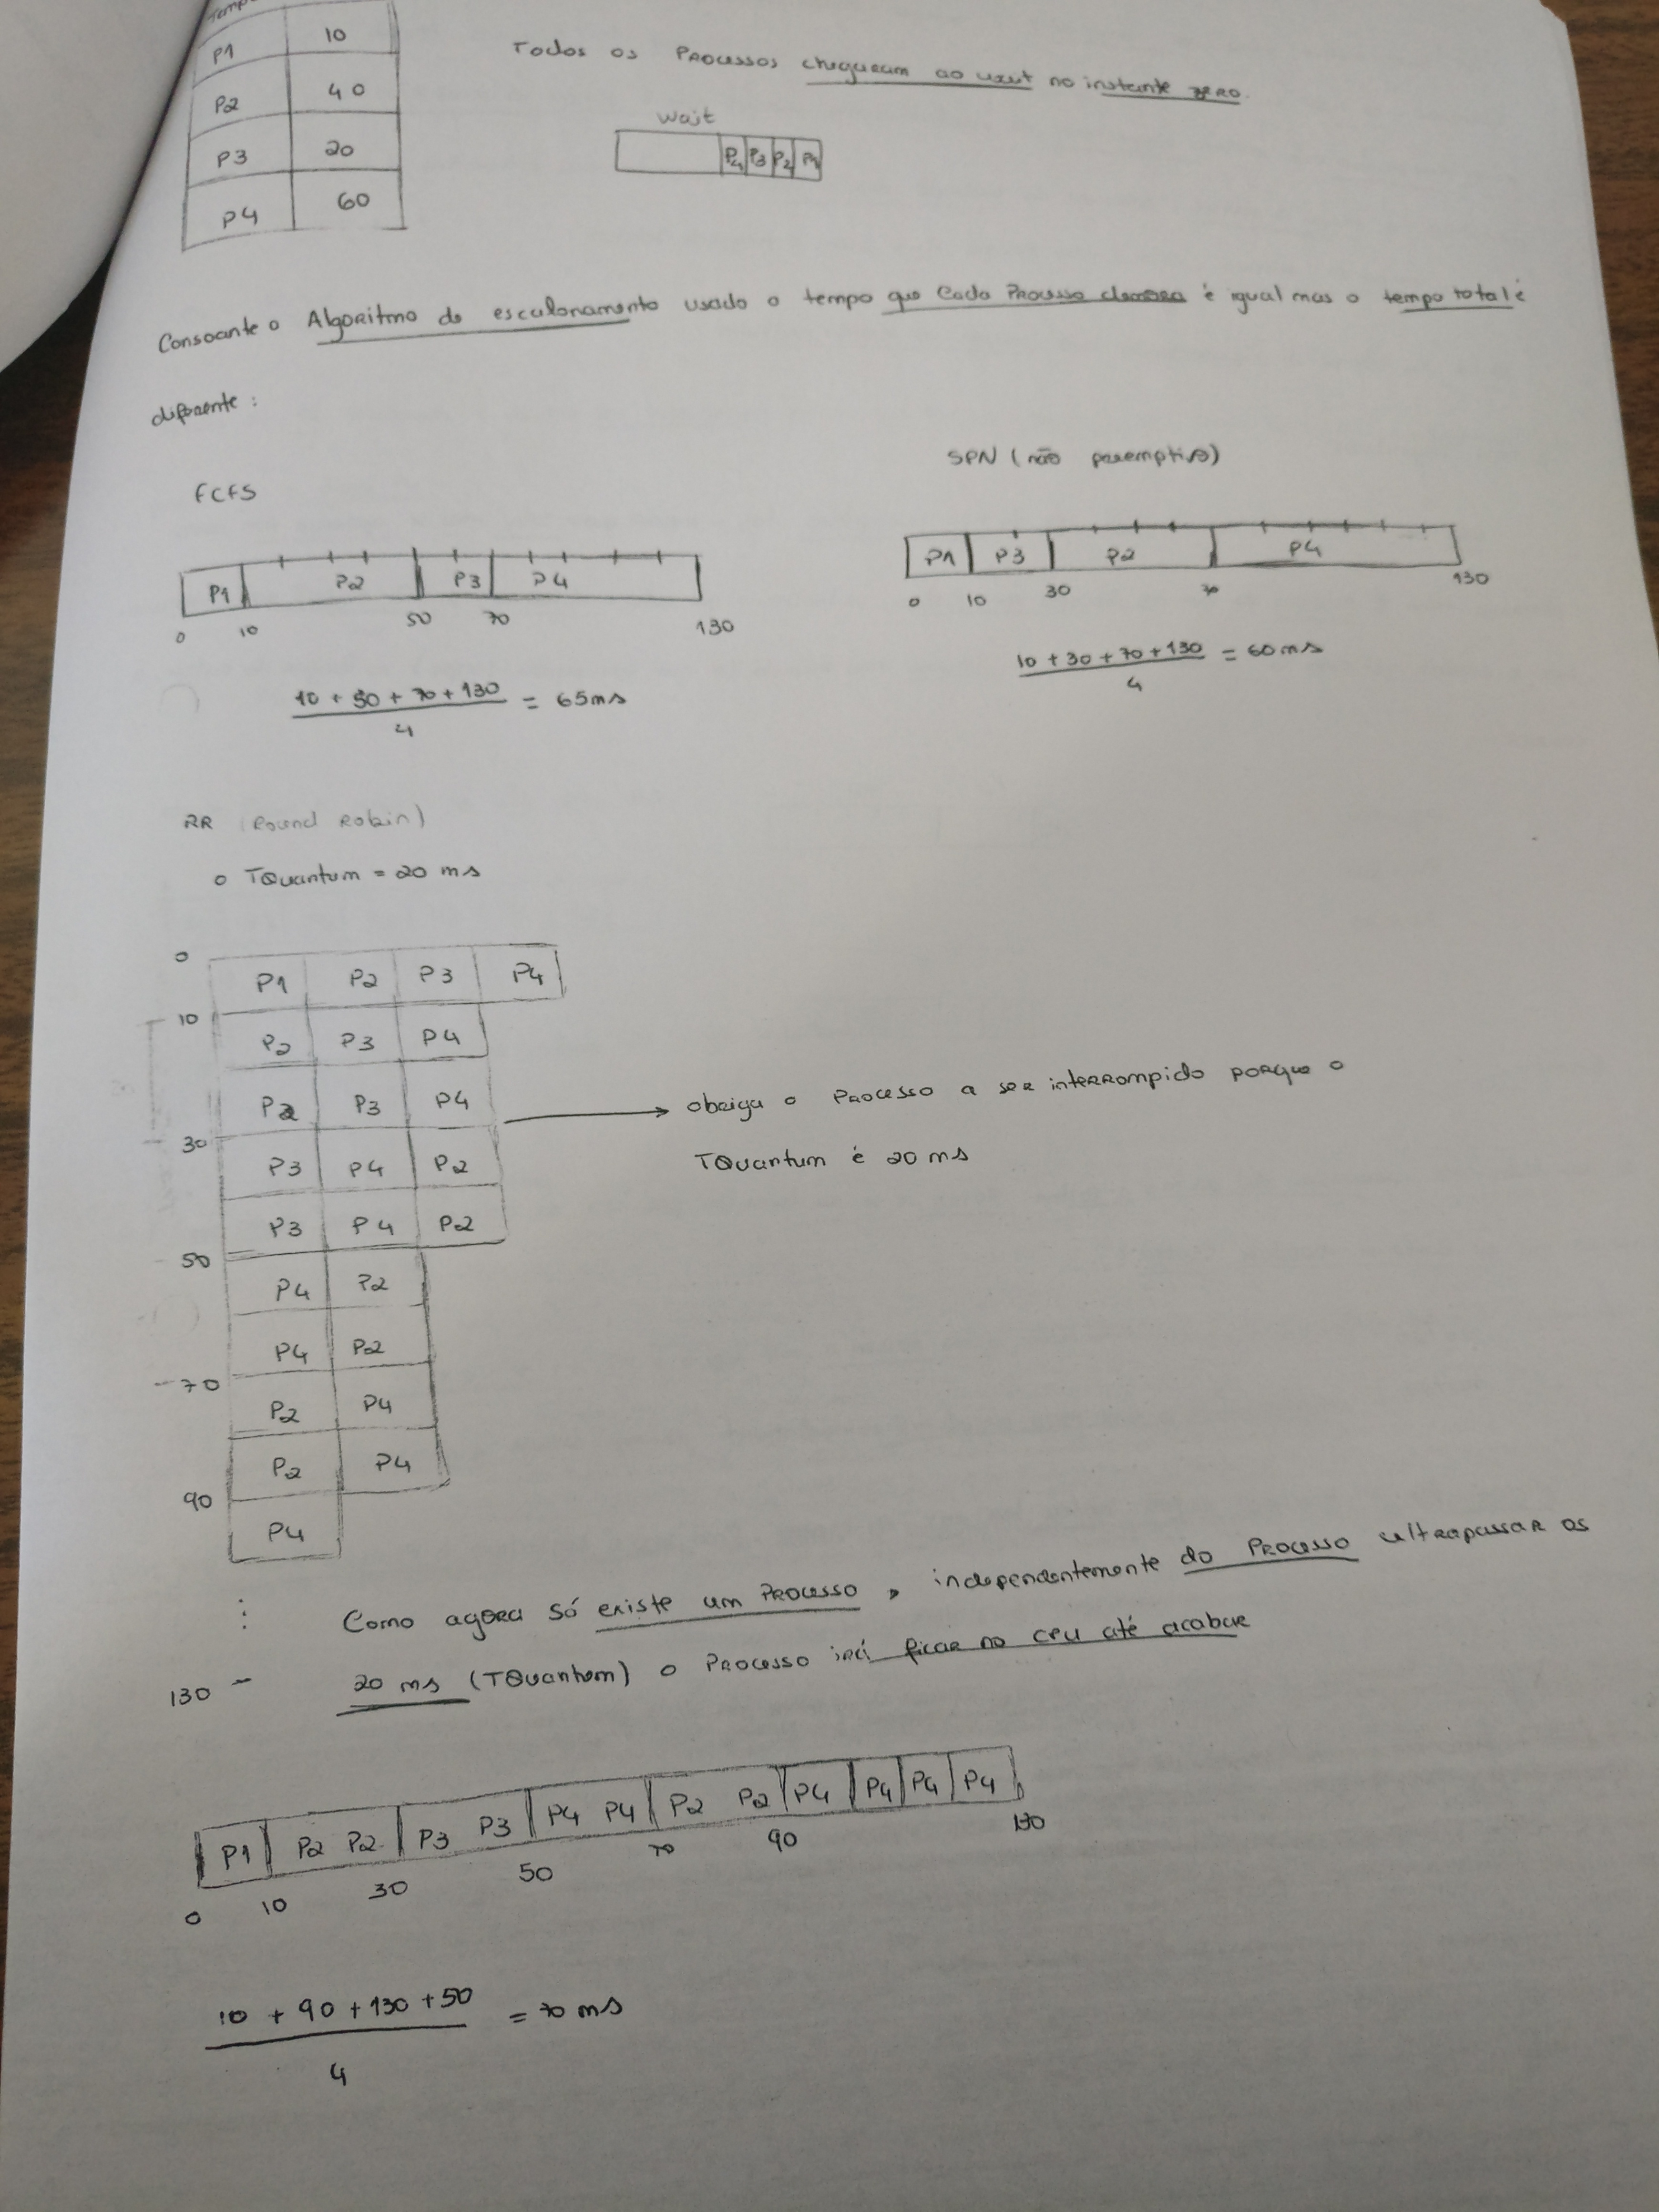 Tempo
P1 10
P2 40
P3 20
P4 60
Todos os Processos chegaram ao wait no instante zero.
wait
P4 P3 P2 P1
Consoante o Algoritmo de escalonamento usado o tempo que cada Processo demora é igual mas o tempo total é
diferente :
FCFS
P1 P2 P3 P4
0 10 50 70 130
10 + 50 + 70 + 130 = 65 ms
4
SPN (não preemptivo)
P1 P3 P2 P4
0 10 30 70 130
10 + 30 + 70 + 130 = 60 ms
4
RR (Round Robin)
o TQuantum = 20 ms
0
P1 P2 P3 P4
10
P2 P3 P4
P2 P3 P4
→ obriga o Processo a ser interrompido porque o
TQuantum é 20 ms
30
P3 P4 P2
P3 P4 P2
50
P4 P2
P4 P2
70
P2 P4
P2 P4
90
P4
⋮
Como agora só existe um Processo, independentemente do Processo ultrapassar os
130 - 20 ms (TQuantum) o Processo irá ficar no CPU até acabar
P1 P2 P2 P3 P3 P4 P4 P2 P2 P4 P4 P4 P4
0 10 30 50 70 90 130
10 + 90 + 130 + 50 = 70 ms
4